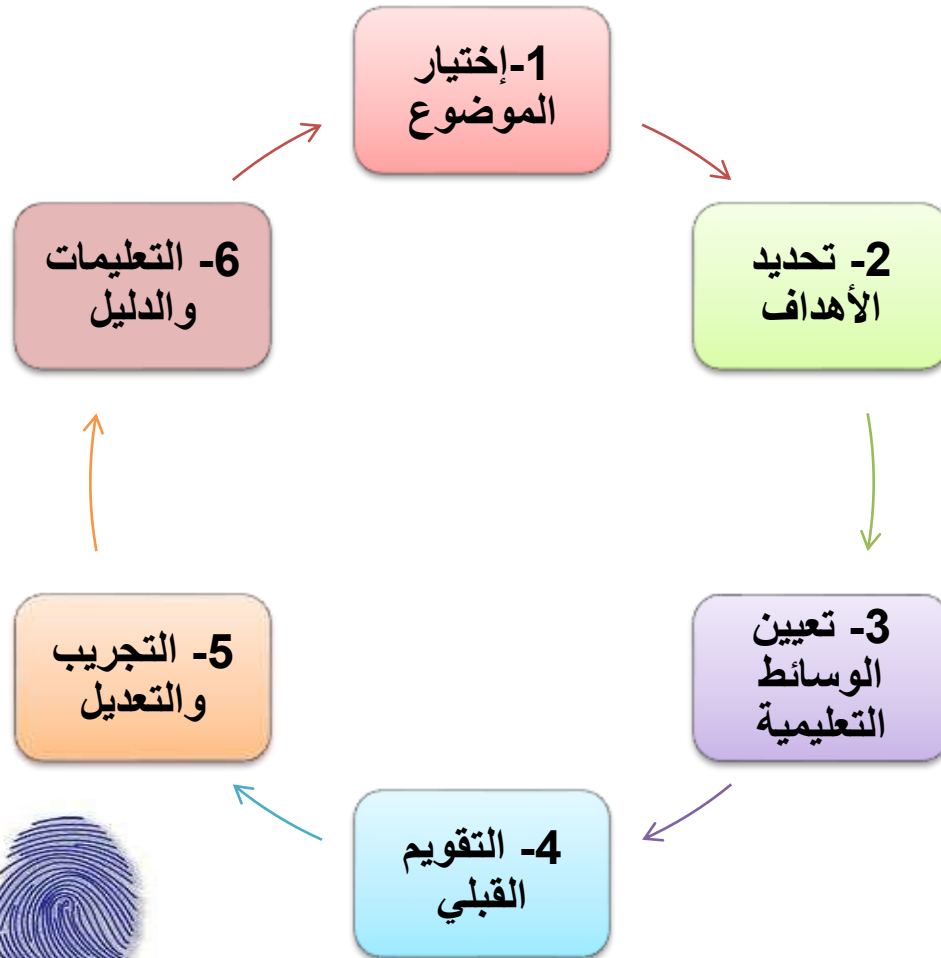 1-إختيار
الموضوع
2- تحديد
الأهداف
3- تعيين
الوسائط
التعليمية
4- التقويم
القبلي
5- التجريب
والتعديل
6- التعليمات
والدليل